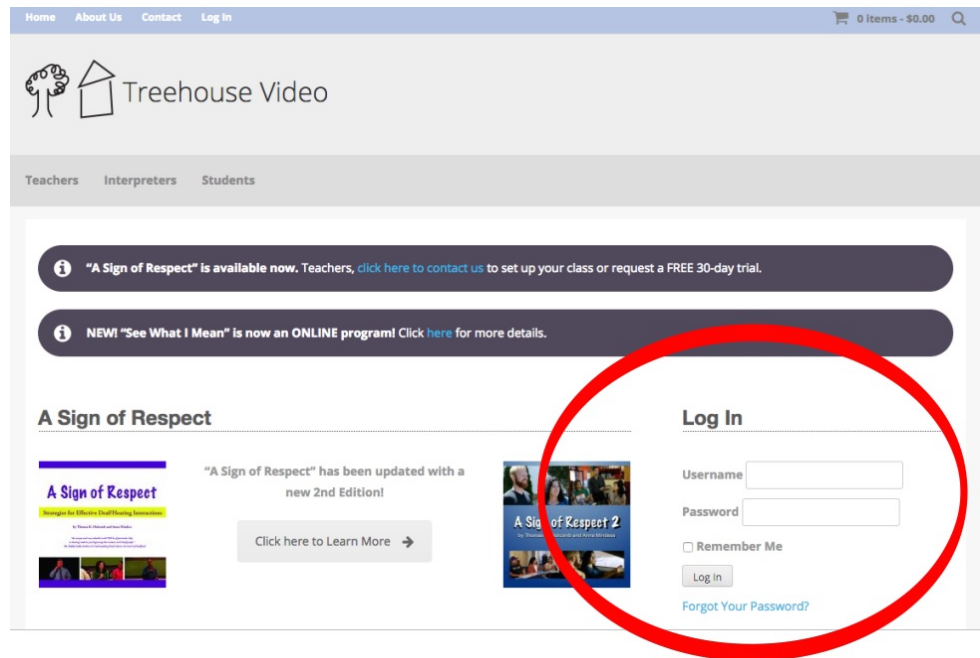 Home About Us Contact Log In 0 items - $0.00
Treehouse Video
Teachers Interpreters Students
"A Sign of Respect" is available now. Teachers, click here to contact us to set up your class or request a FREE 30-day trial.
NEW! "See What I Mean" is now an ONLINE program! Click here for more details.
A Sign of Respect
"A Sign of Respect" has been updated with a
new 2nd Edition!
Click here to Learn More
A Sign of Respect
Strategies for Effective Deaf/Hearing Interactions
A Sign of Respect 2
Log In
Username
Password
Remember Me
Log In
Forgot Your Password?